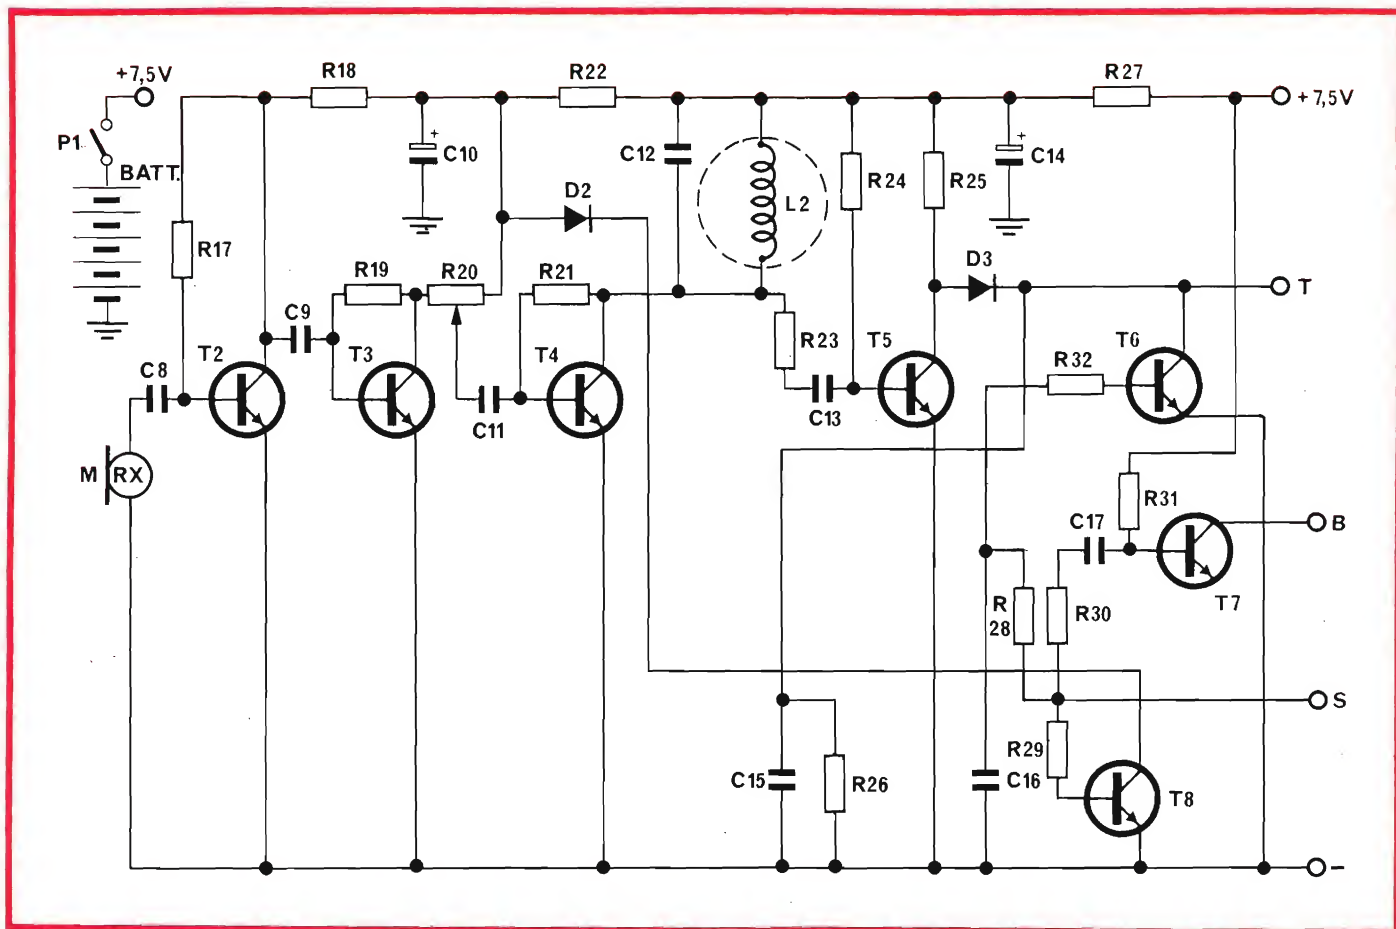 +7,5V
R18
R22
R27
+7,5V
P1
BATT.
+
C10
C12
L2
R24
R25
+
C14
D2
R17
D3
T
R19
R20
R21
C9
T2
T3
T4
R23
T5
T6
R32
C8
C11
C13
M
RX
R31
C17
B
T7
R
28
R30
S
R29
C15
R26
C16
T8
-